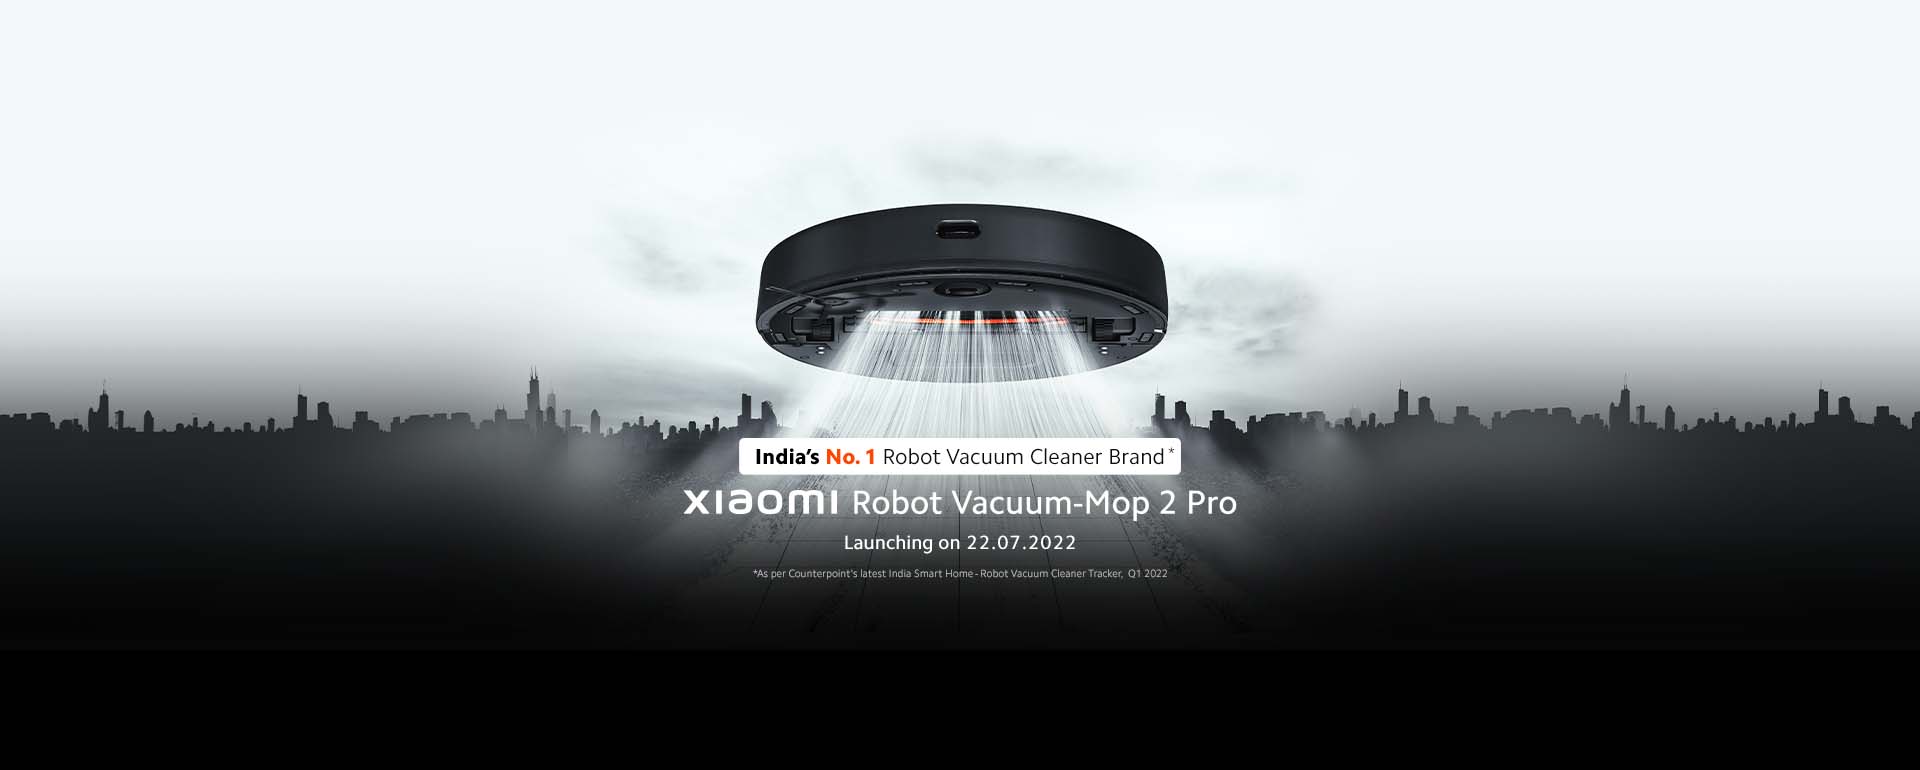 India's No. 1 Robot Vacuum Cleaner Brand*
xiaomi Robot Vacuum-Mop 2 Pro
Launching on 22.07.2022
*As per Counterpoint's latest India Smart Home - Robot Vacuum Cleaner Tracker, Q1 2022